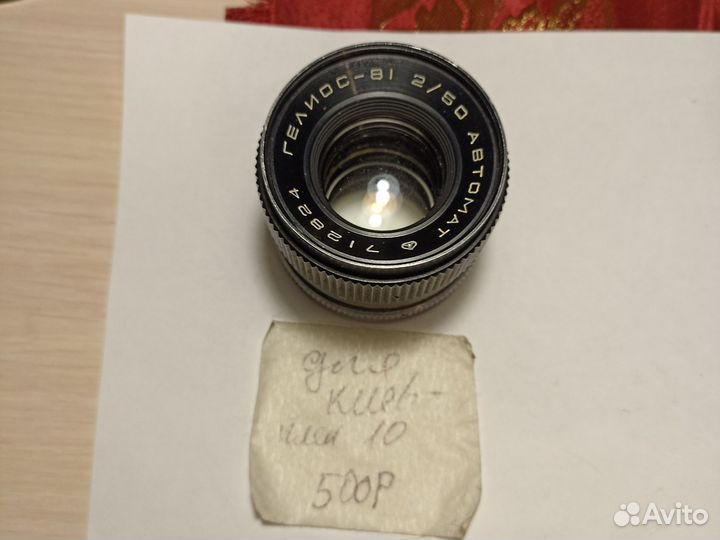 ГЕЛИОС-81 2/50 АВТОМАТ 712824
для
киев-
10
500р
Avito